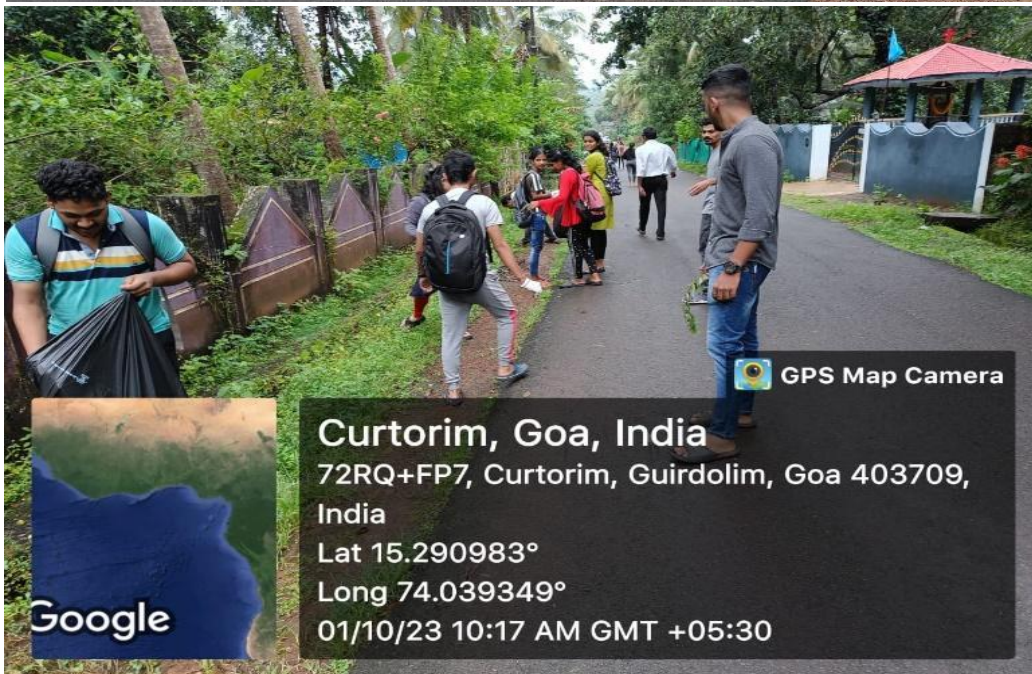 GPS Map Camera
Curtorim, Goa, India
72RQ+FP7, Curtorim, Guirdolim, Goa 403709,
India
Lat 15.290983°
Long 74.039349°
01/10/23 10:17 AM GMT +05:30
Google